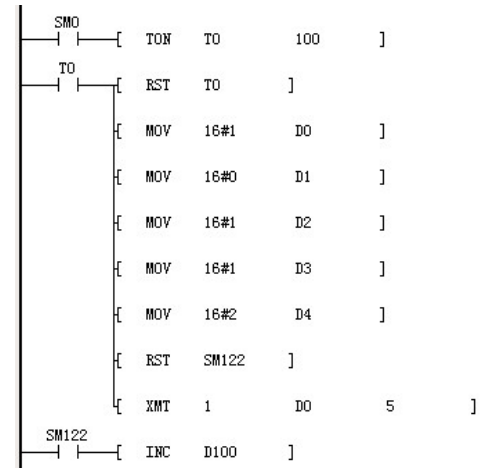 SM0
[ TON T0 100 ]
T0
[ RST T0 ]
[ MOV 16#1 D0 ]
[ MOV 16#0 D1 ]
[ MOV 16#1 D2 ]
[ MOV 16#1 D3 ]
[ MOV 16#2 D4 ]
[ RST SM122 ]
[ XMT 1 D0 5 ]
SM122
[ INC D100 ]